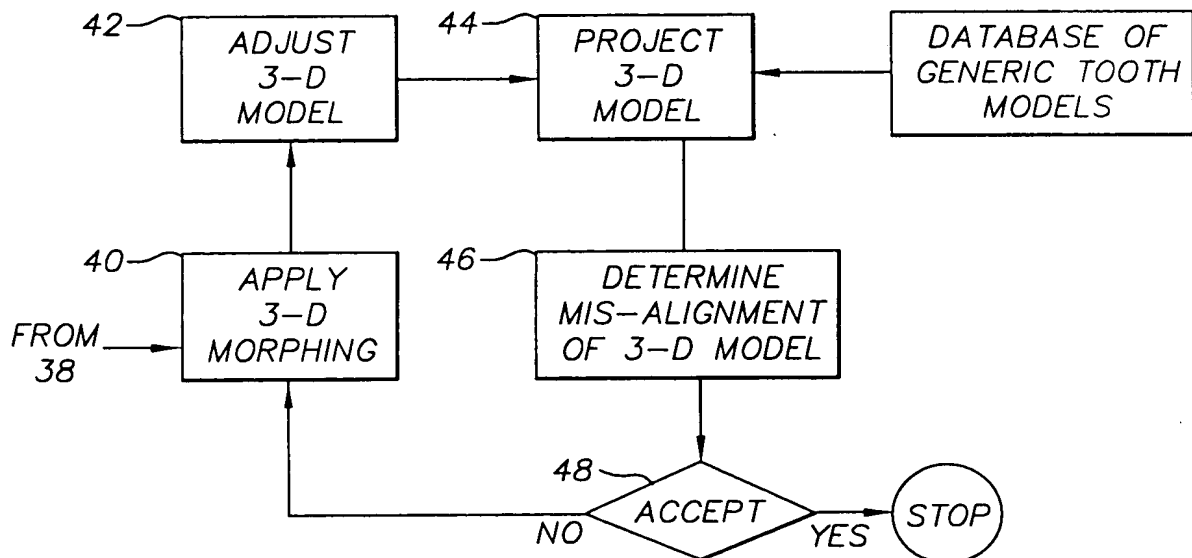 42
ADJUST
3-D
MODEL
44
PROJECT
3-D
MODEL
DATABASE OF
GENERIC TOOTH
MODELS
40
APPLY
3-D
MORPHING
FROM
38
46
DETERMINE
MIS-ALIGNMENT
OF 3-D MODEL
48
ACCEPT
NO
YES
STOP